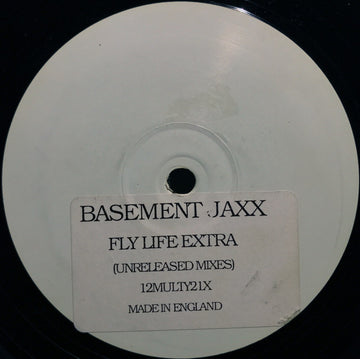 BASEMENT JAXX
FLY LIFE EXTRA
(UNRELEASED MIXES)
12MULTY21X
MADE IN ENGLAND